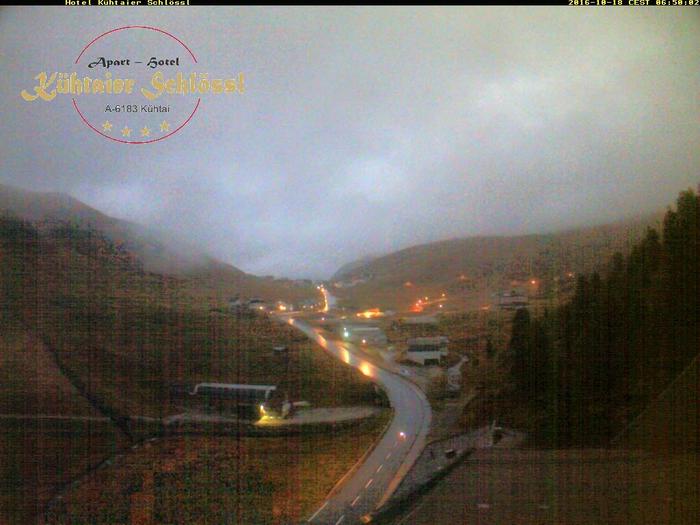 Hotel Kühtaier Schlössl
2016-10-18 CEST 06:50:02
Apart - Hotel
Kühtaier Schlössl
A-6183 Kühtai